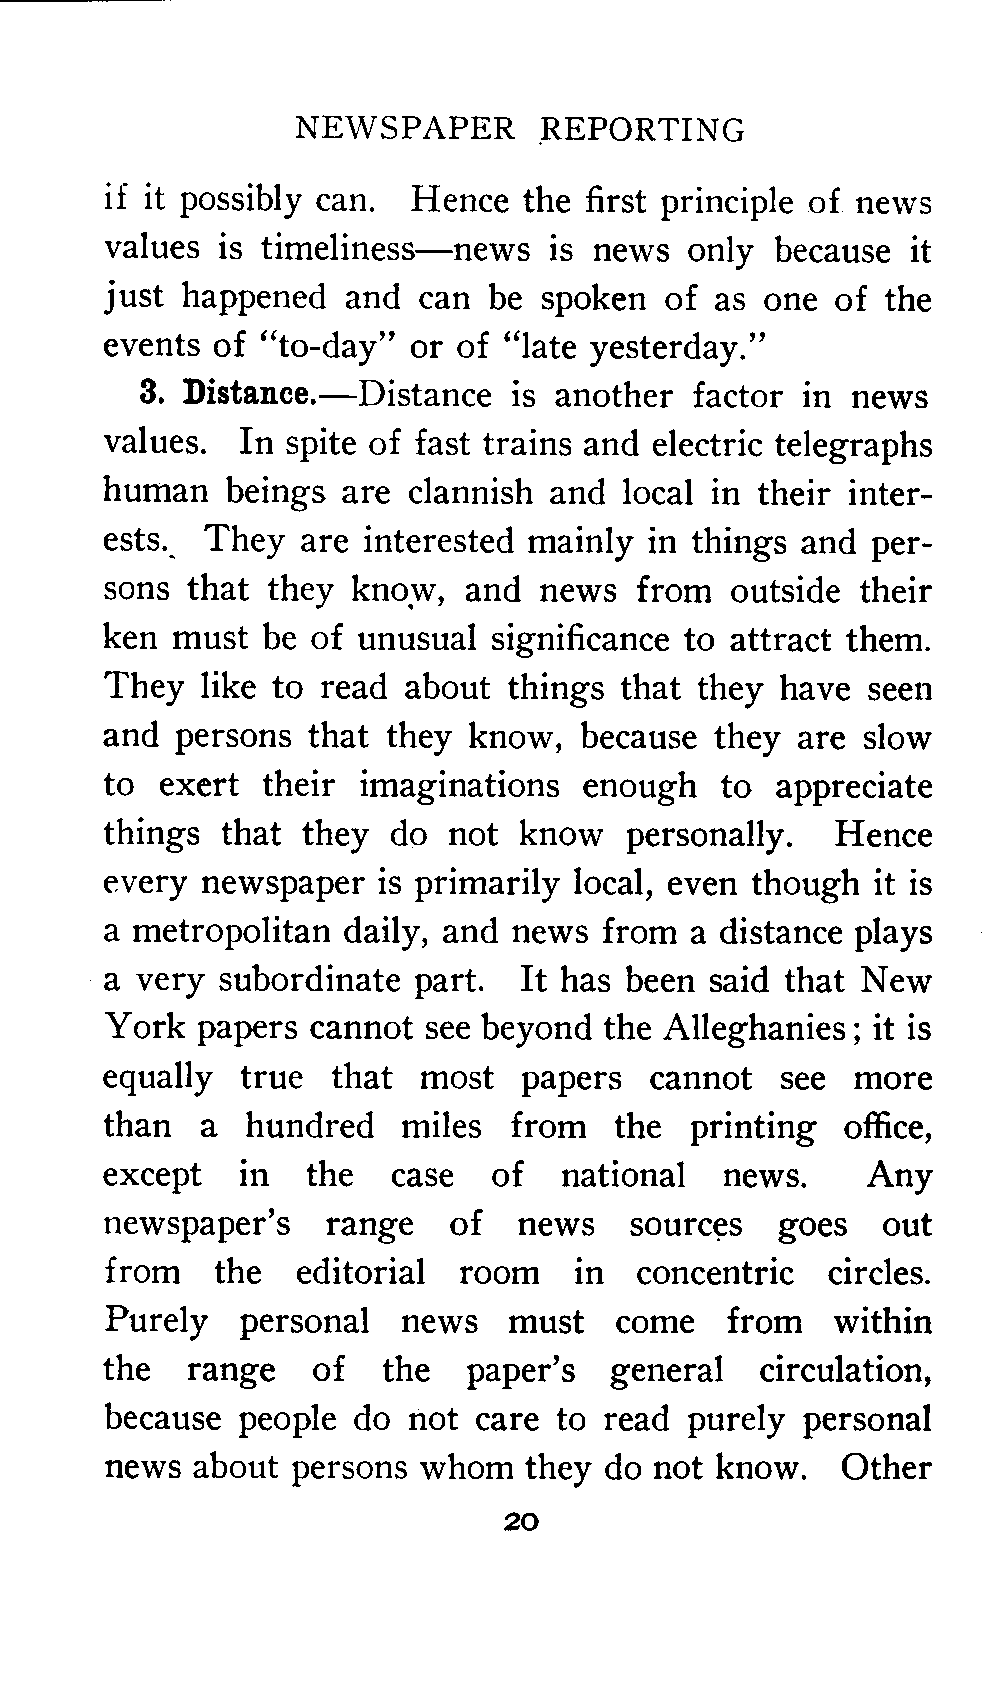 NEWSPAPER REPORTING
if it possibly can. Hence the first principle of news
values is timeliness—news is news only because it
just happened and can be spoken of as one of the
events of “to-day” or of “late yesterday.”
3. Distance.—Distance is another factor in news
values. In spite of fast trains and electric telegraphs
human beings are clannish and local in their inter-
ests. They are interested mainly in things and per-
sons that they know, and news from outside their
ken must be of unusual significance to attract them.
They like to read about things that they have seen
and persons that they know, because they are slow
to exert their imaginations enough to appreciate
things that they do not know personally. Hence
every newspaper is primarily local, even though it is
a metropolitan daily, and news from a distance plays
a very subordinate part. It has been said that New
York papers cannot see beyond the Alleghanies; it is
equally true that most papers cannot see more
than a hundred miles from the printing office,
except in the case of national news. Any
newspaper’s range of news sources goes out
from the editorial room in concentric circles.
Purely personal news must come from within
the range of the paper’s general circulation,
because people do not care to read purely personal
news about persons whom they do not know. Other
20